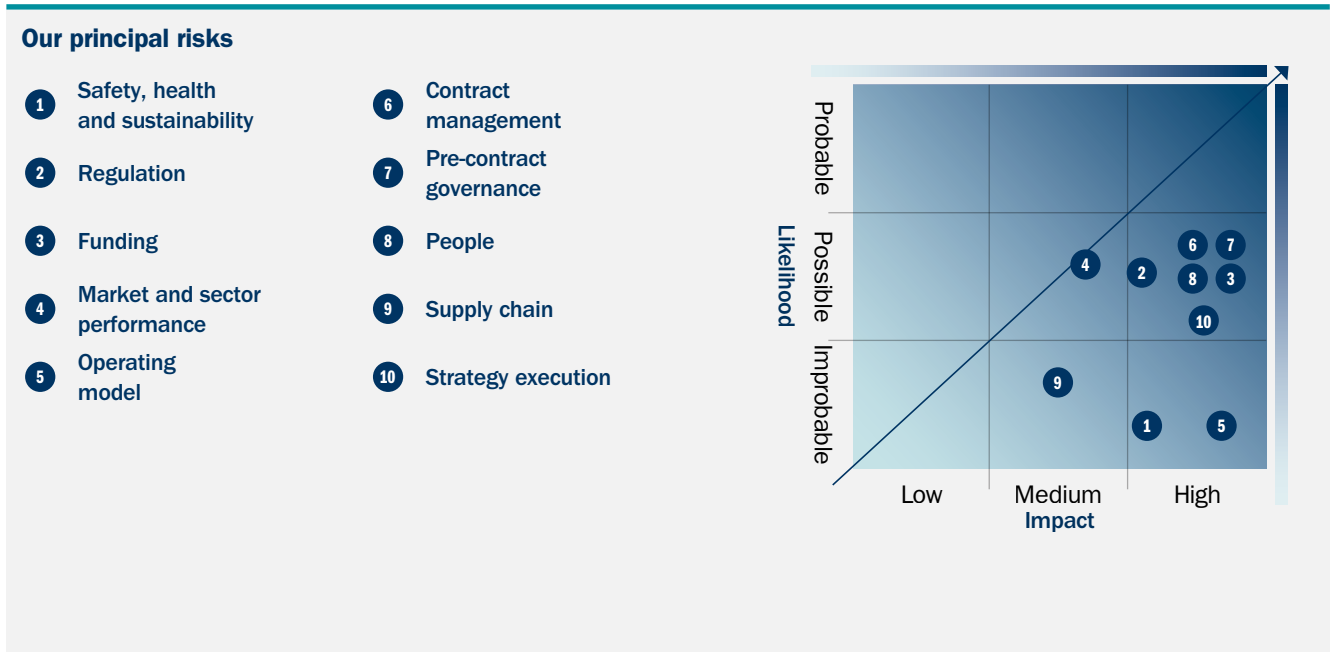 Our principal risks
1
Safety, health
and sustainability
2
Regulation
3
Funding
4
Market and sector
performance
5
Operating
model
6
Contract
management
7
Pre-contract
governance
8
People
9
Supply chain
10
Strategy execution
Likelihood
Probable
Possible
Improbable
6
7
4
2
8
3
10
9
1
5
Low
Medium
High
Impact